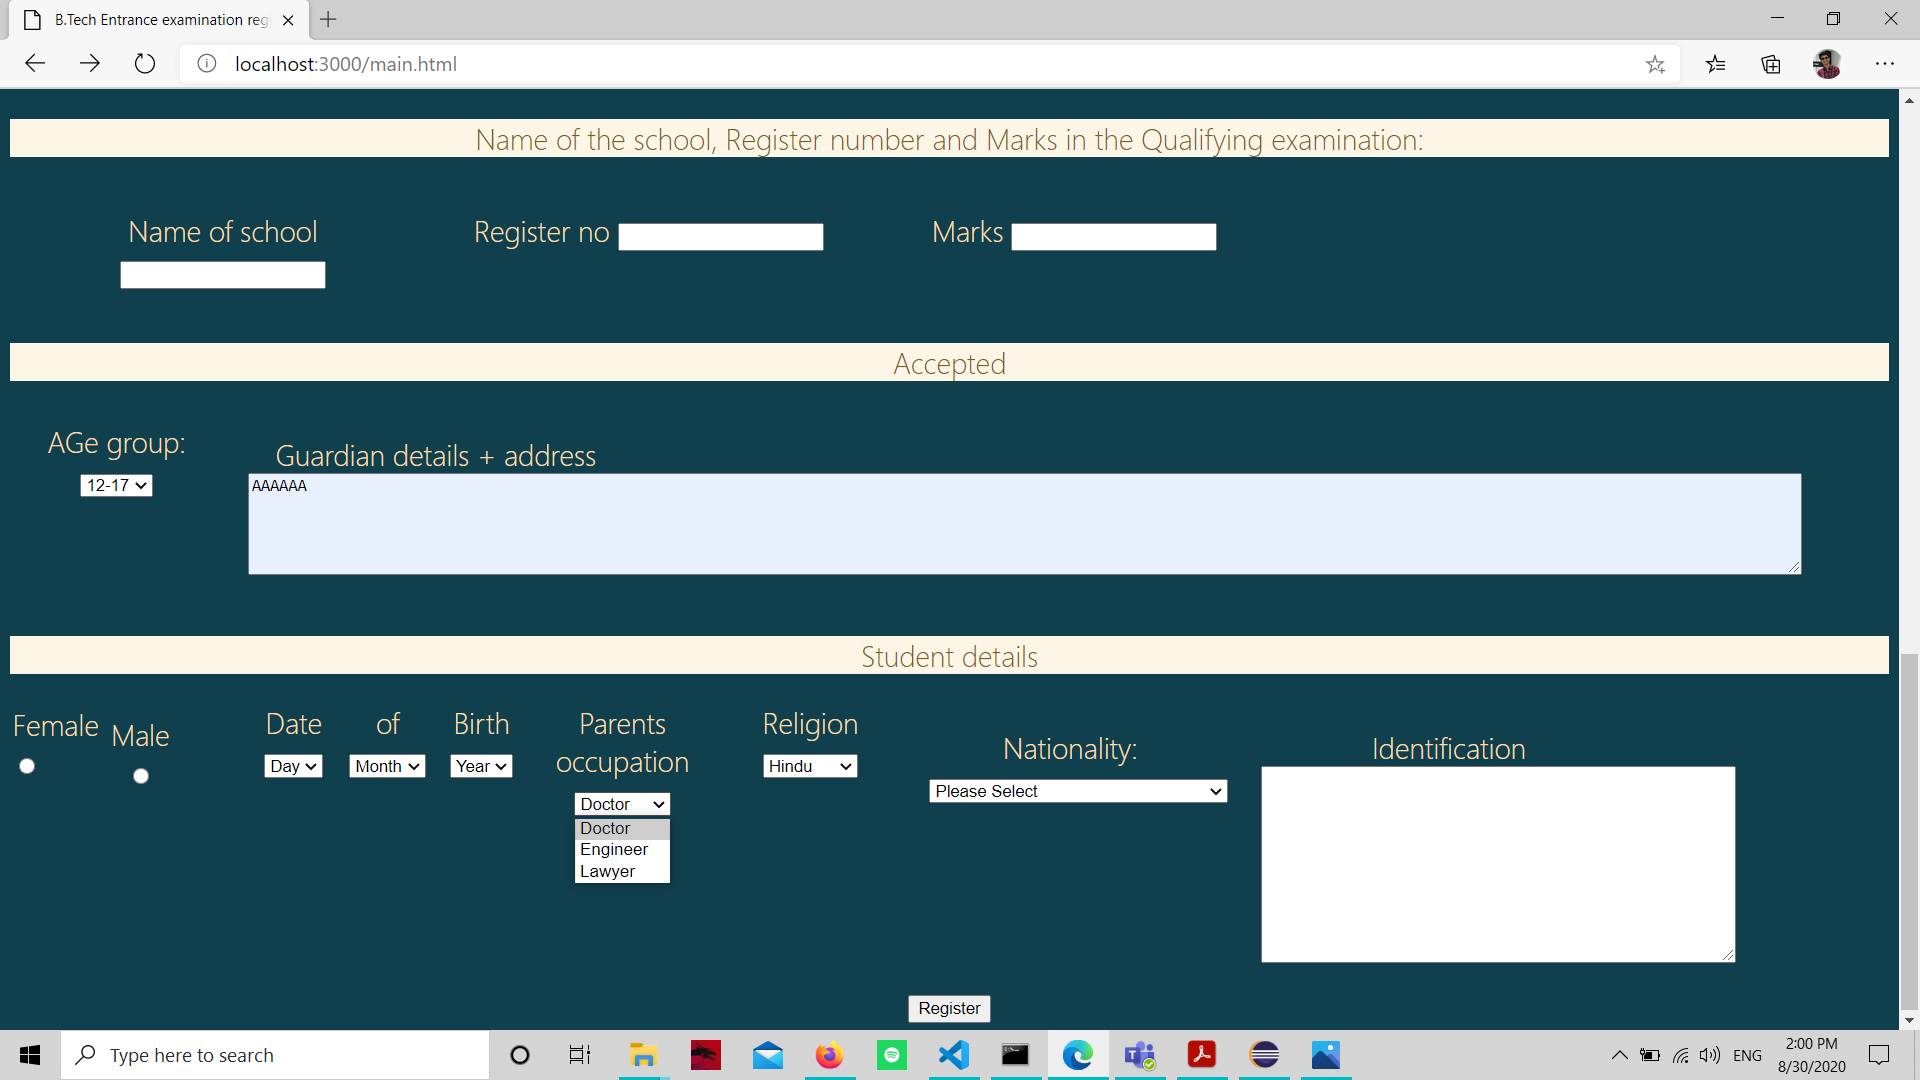 B.Tech Entrance examination reg
localhost:3000/main.html
Name of the school, Register number and Marks in the Qualifying examination:
Name of school
Register no
Marks
Accepted
AGe group:
12-17
Guardian details + address
AAAAAA
Student details
Female
Male
Date of Birth
Day
Month
Year
Parents
occupation
Doctor
Doctor
Engineer
Lawyer
Religion
Hindu
Nationality:
Please Select
Identification
Register
Type here to search
ENG
2:00 PM
8/30/2020